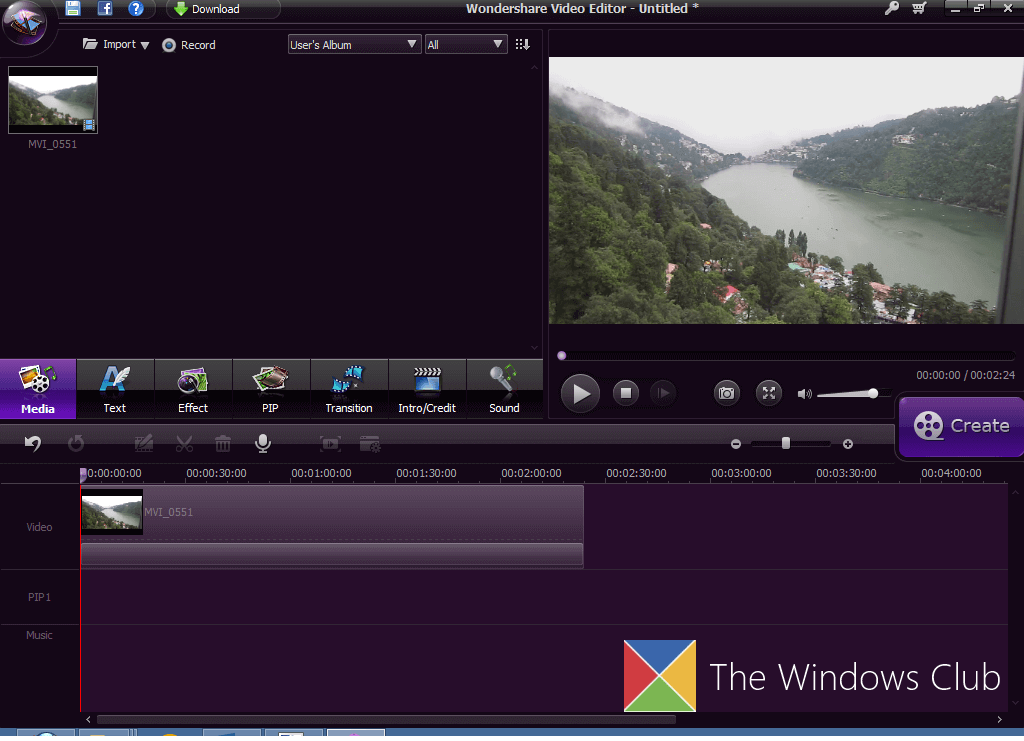 Download
Wondershare Video Editor - Untitled *
Import
Record
User's Album
All
MVI_0551
00:00:00 / 00:02:24
Media
Text
Effect
PIP
Transition
Intro/Credit
Sound
Create
00:00:00:00
00:00:30:00
00:01:00:00
00:01:30:00
00:02:00:00
00:02:30:00
00:03:00:00
00:03:30:00
00:04:00:00
MVI_0551
Video
PIP1
Music
The Windows Club